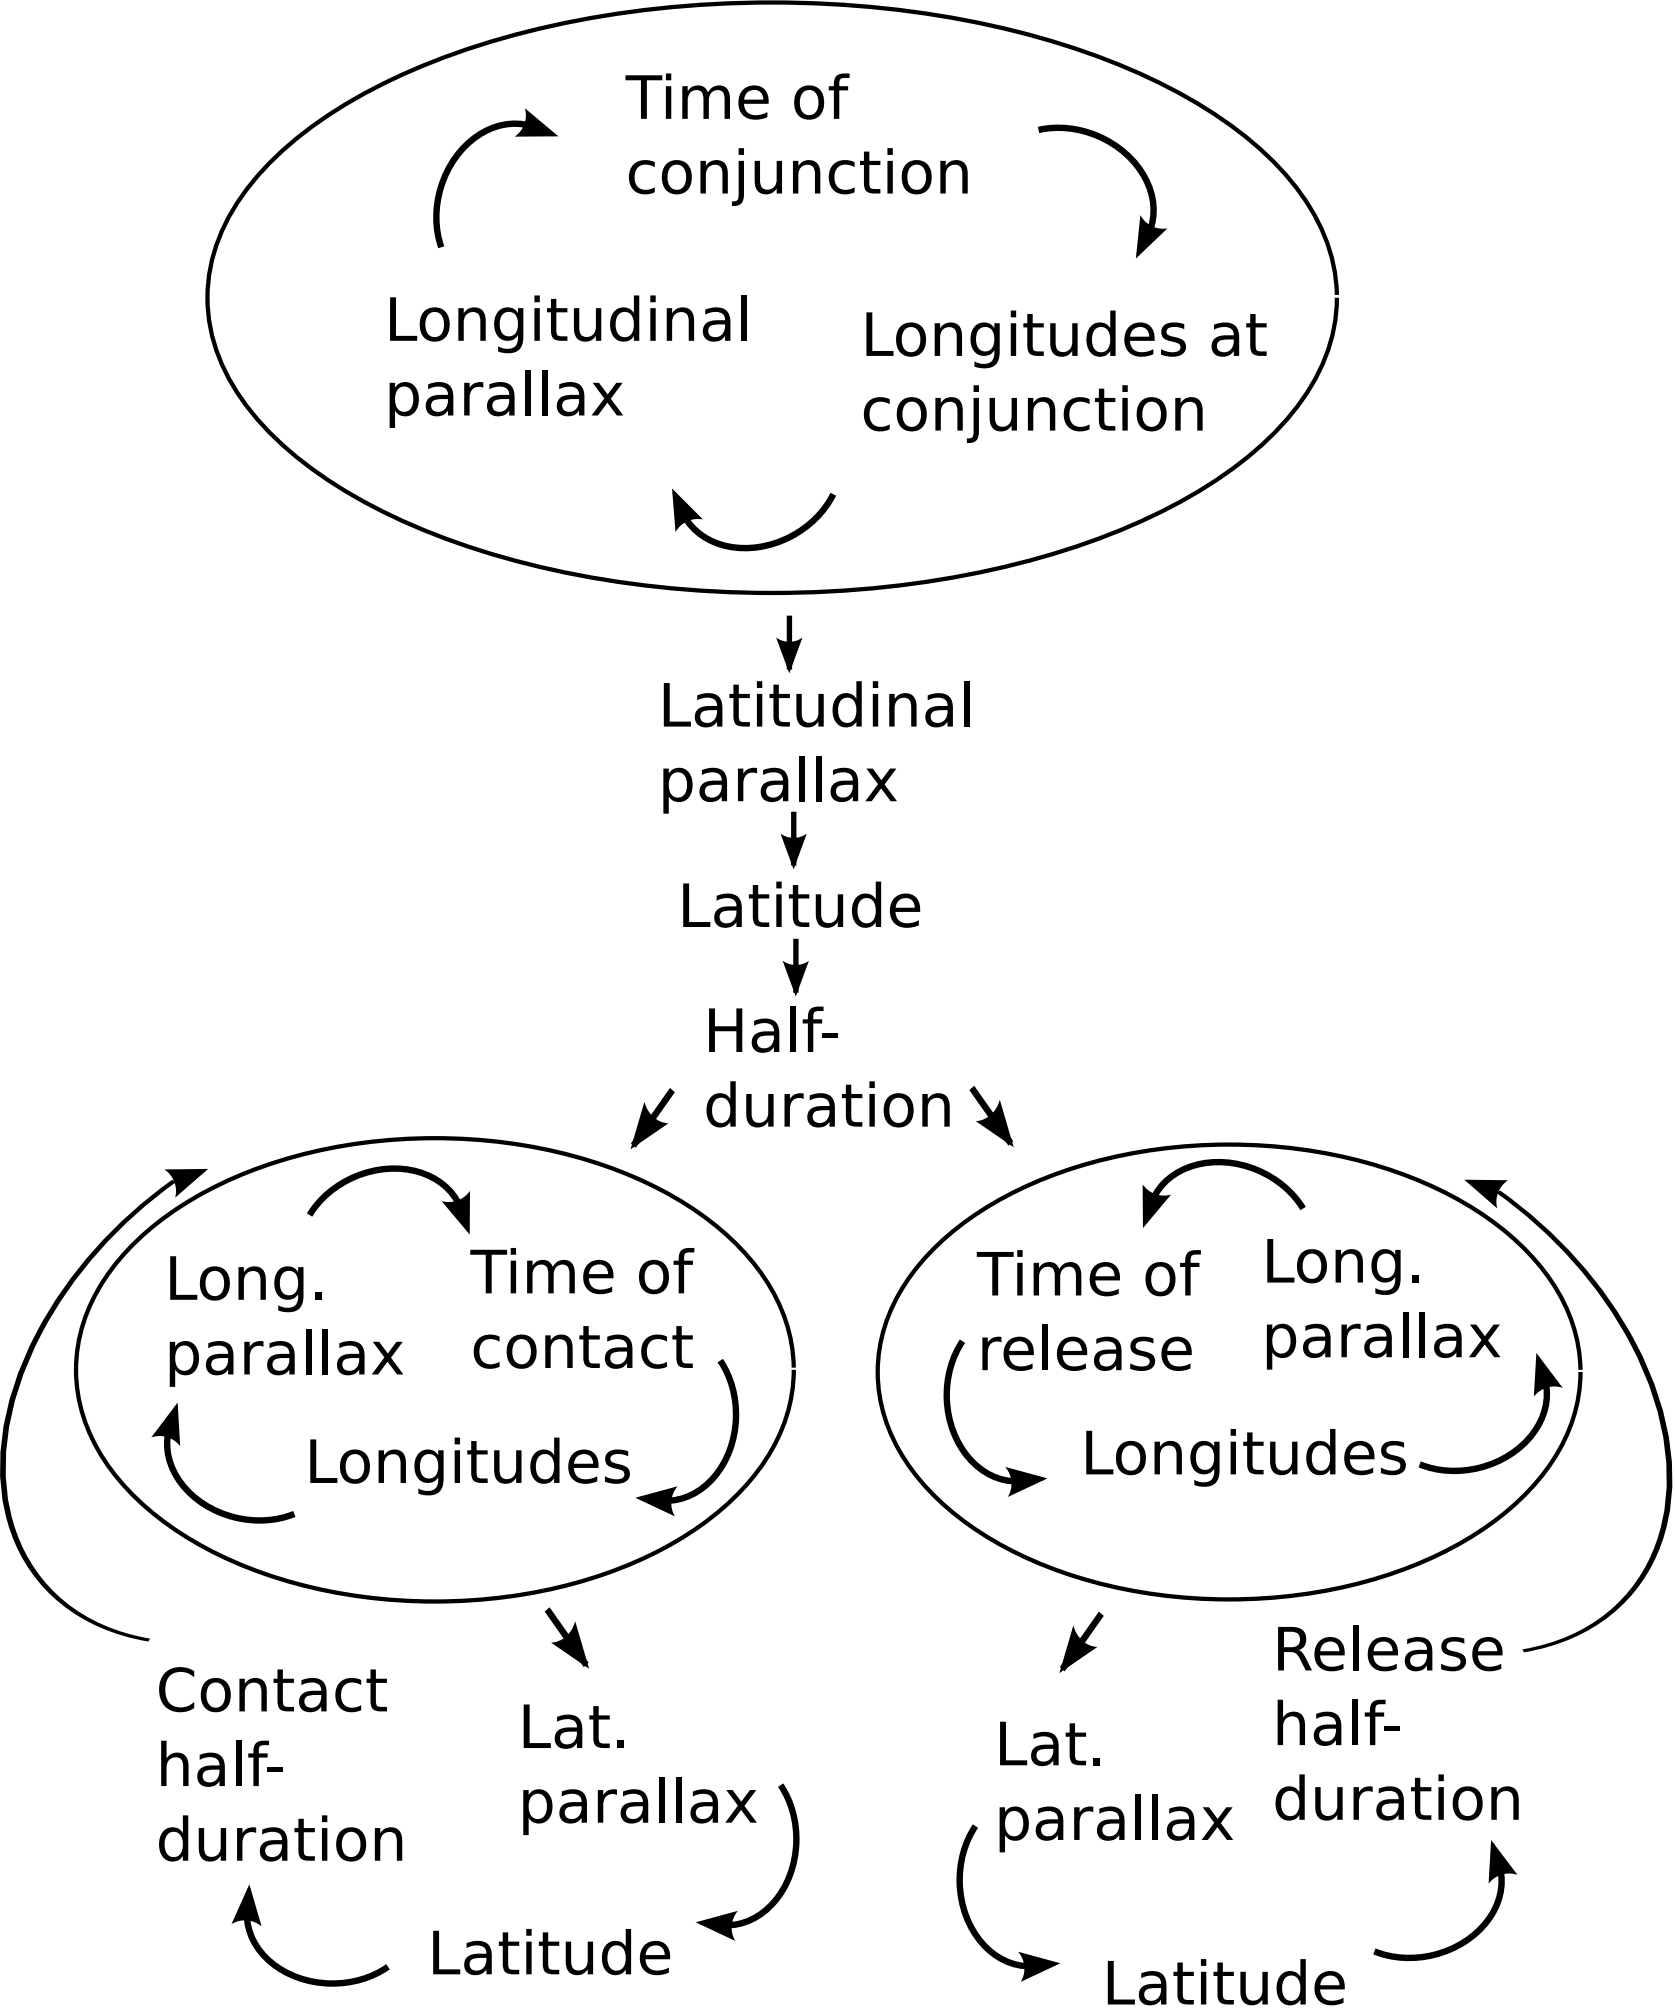 Time of
conjunction
Longitudinal
parallax
Longitudes at
conjunction
Latitudinal
parallax
Latitude
Half-
duration
Long.
parallax
Time of
contact
Longitudes
Time of
release
Long.
parallax
Longitudes
Contact
half-
duration
Lat.
parallax
Latitude
Lat.
parallax
Release
half-
duration
Latitude